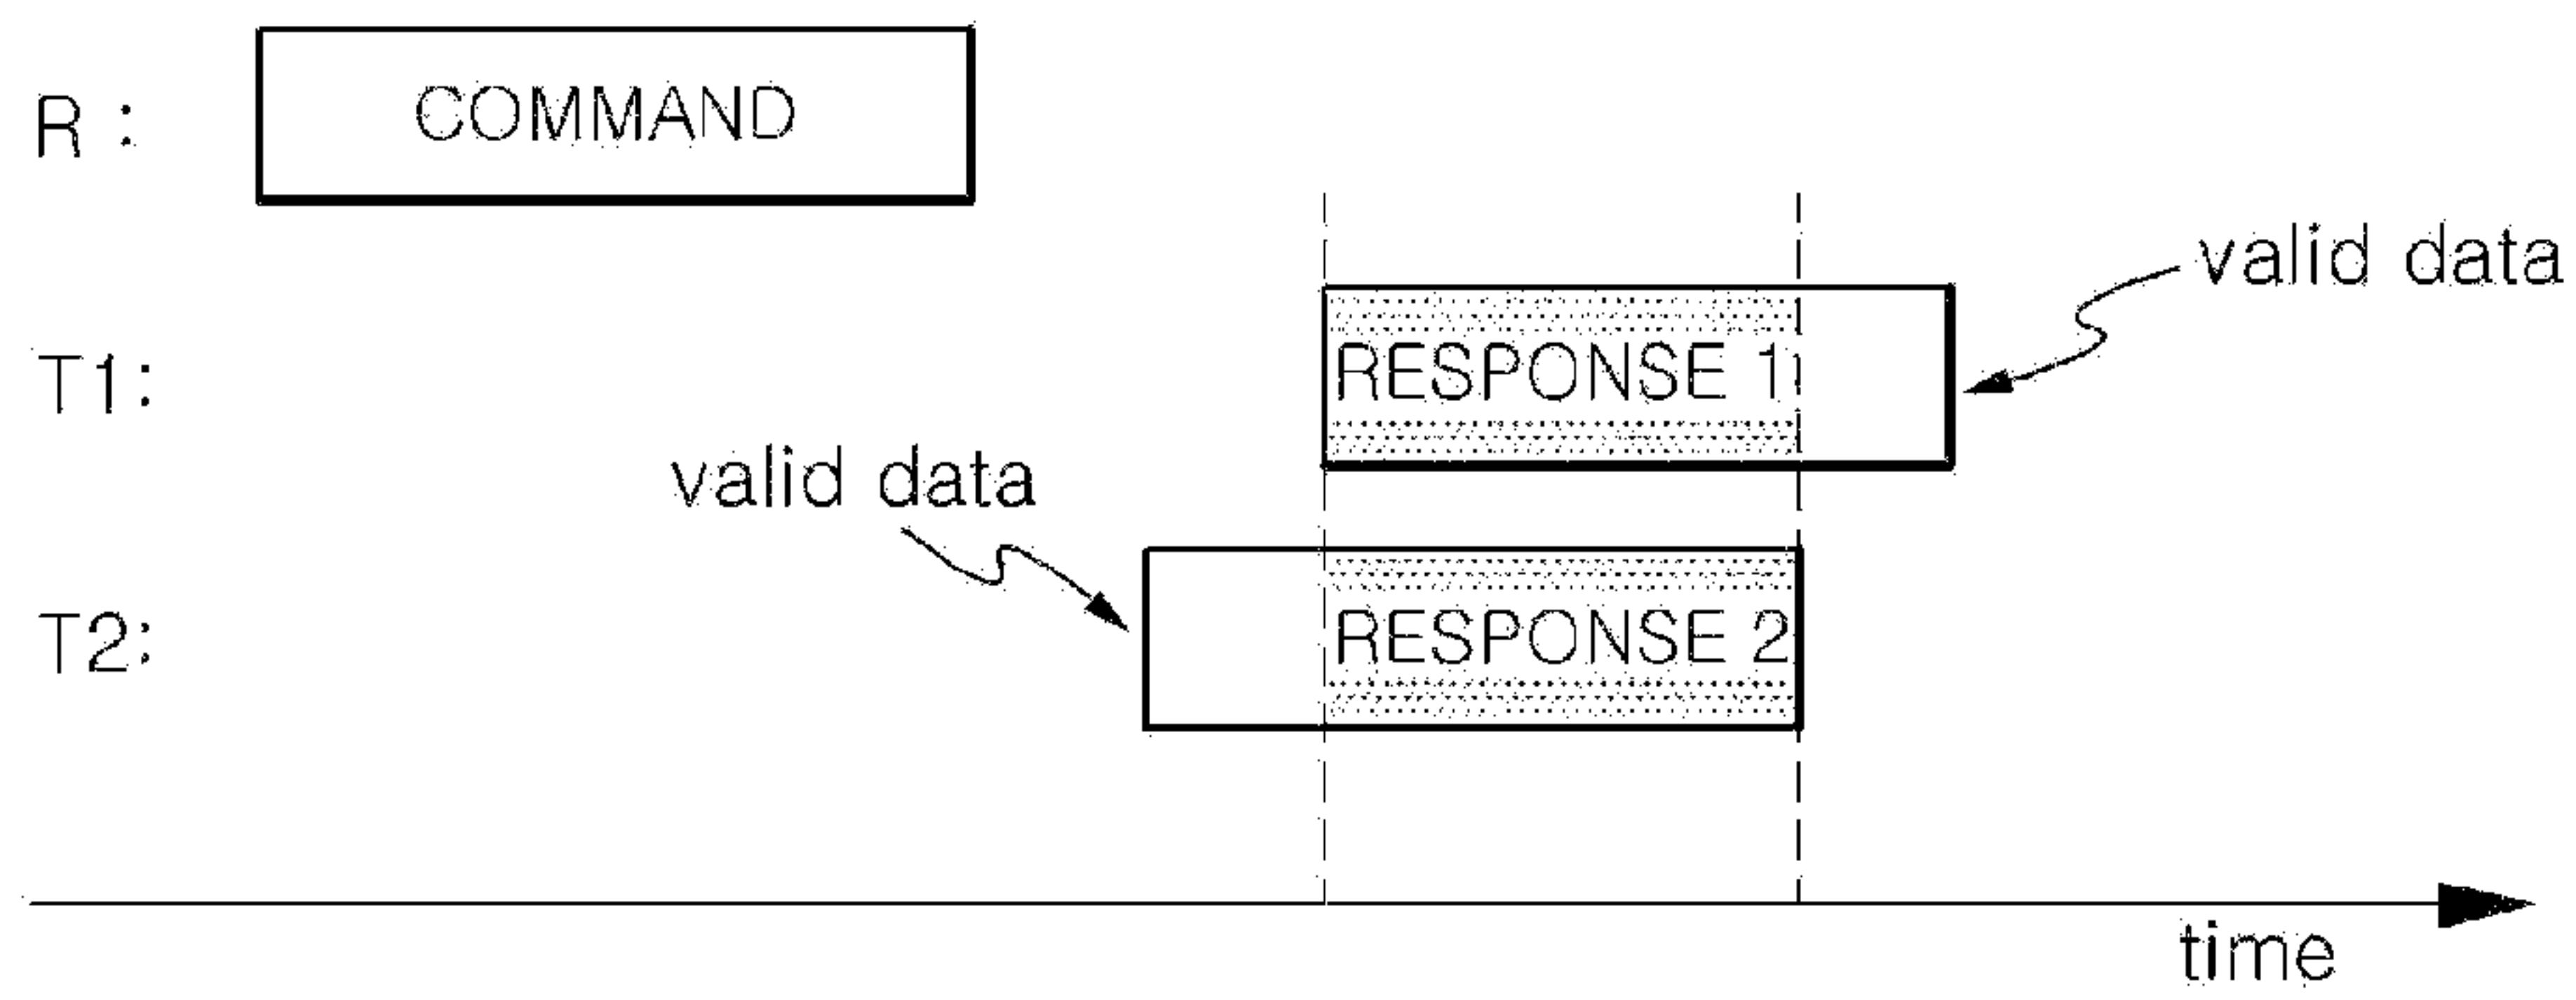 R : COMMAND
valid data
T1: RESPONSE 1
valid data
T2: RESPONSE 2
time